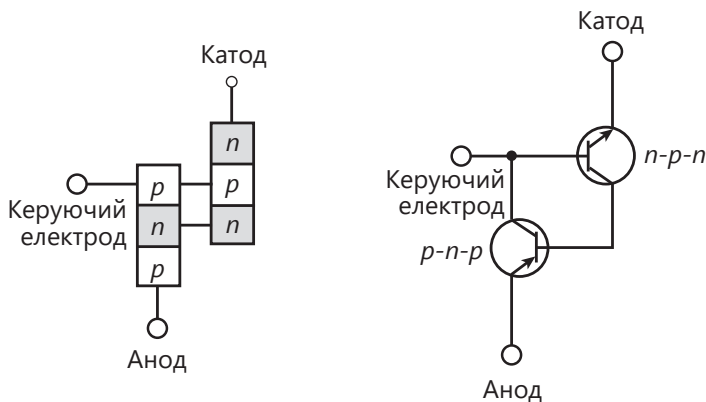 Катод
n
p
n
p
n
p
Керуючий
електрод
Анод
Катод
n-p-n
Керуючий
електрод
p-n-p
Анод